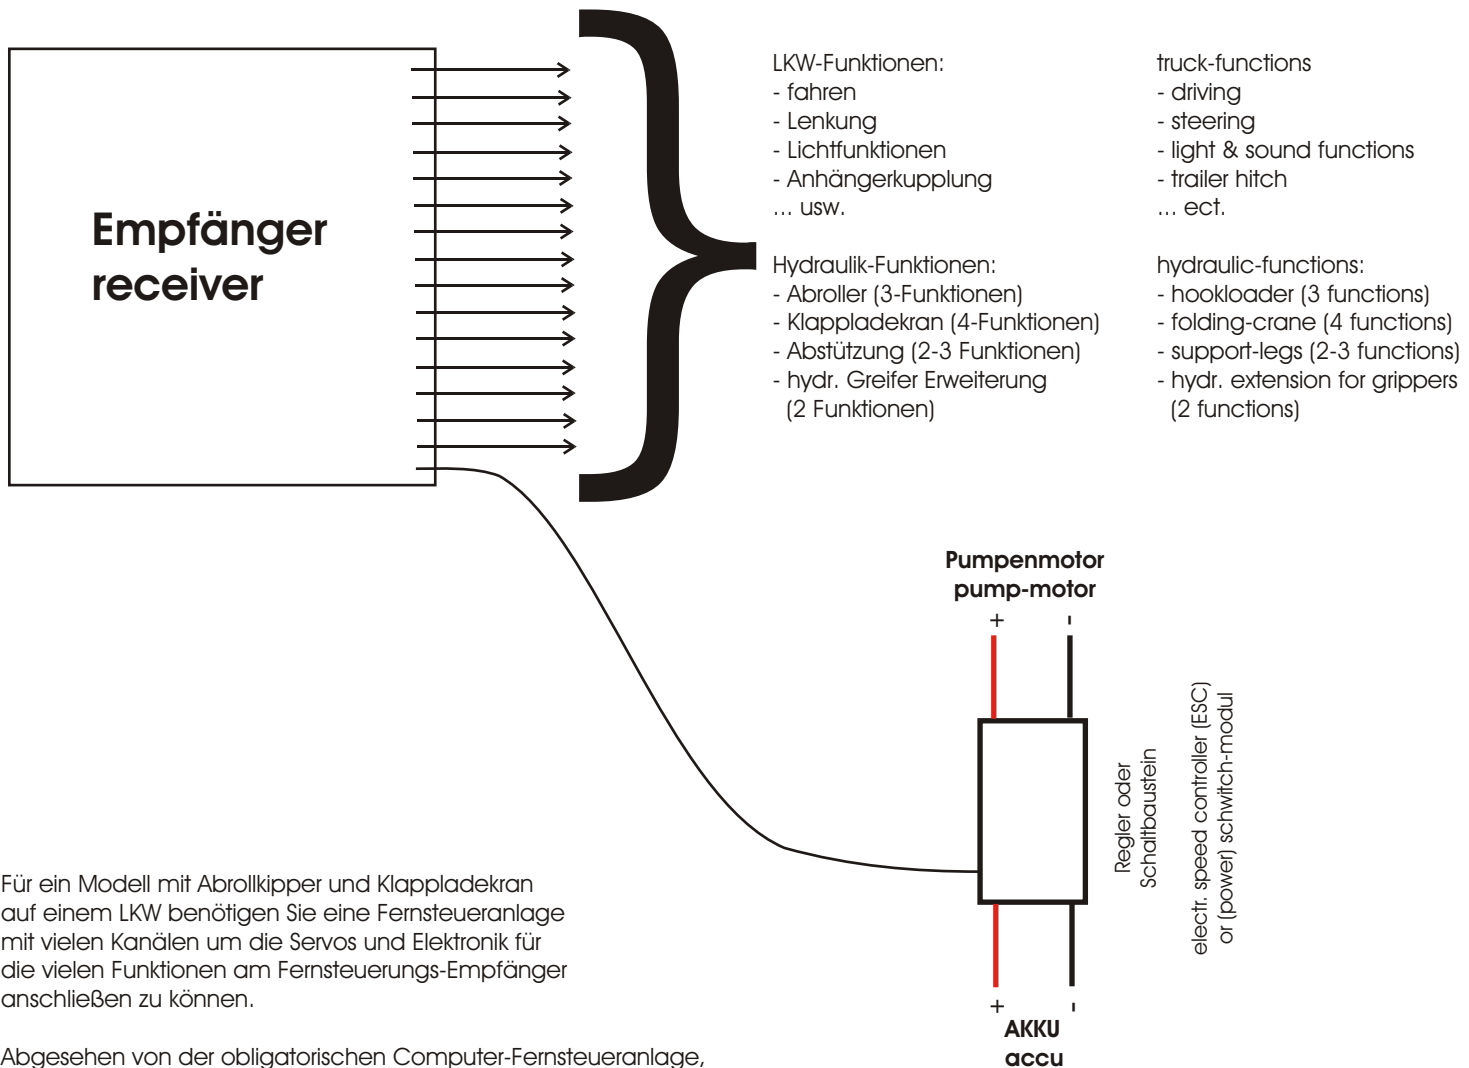 Empfänger
receiver
LKW-Funktionen:
- fahren
- Lenkung
- Lichtfunktionen
- Anhängerkupplung
... usw.
Hydraulik-Funktionen:
- Abroller (3-Funktionen)
- Klappladekran (4-Funktionen)
- Abstützung (2-3 Funktionen)
- hydr. Greifer Erweiterung
(2 Funktionen)
truck-functions
- driving
- steering
- light & sound functions
- trailer hitch
... ect.
hydraulic-functions:
- hookloader (3 functions)
- folding-crane (4 functions)
- support-legs (2-3 functions)
- hydr. extension for grippers
(2 functions)
Pumpenmotor
pump-motor
+ -
Regler oder
Schaltbaustein
electr. speed controller (ESC)
or (power) schwitch-modul
+ -
AKKU
accu
Für ein Modell mit Abrollkipper und Klappladekran
auf einem LKW benötigen Sie eine Fernsteueranlage
mit vielen Kanälen um die Servos und Elektronik für
die vielen Funktionen am Fernsteuerungs-Empfänger
anschließen zu können.
Abgesehen von der obligatorischen Computer-Fernsteueranlage,